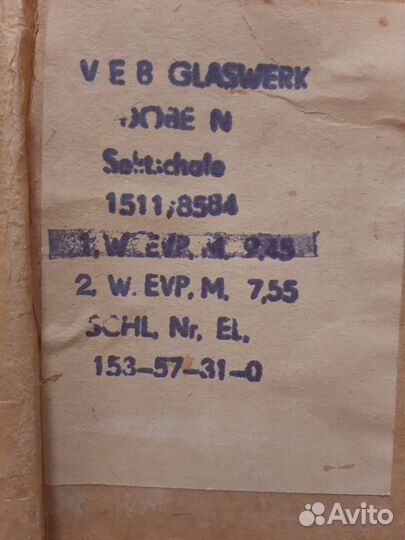 V E B GLASWERK
Sektschale
1511/8584
1. W. EVP. M. 9,45
2. W. EVP. M. 7,55
SCHL. Nr. EL.
153-57-31-0
Avito